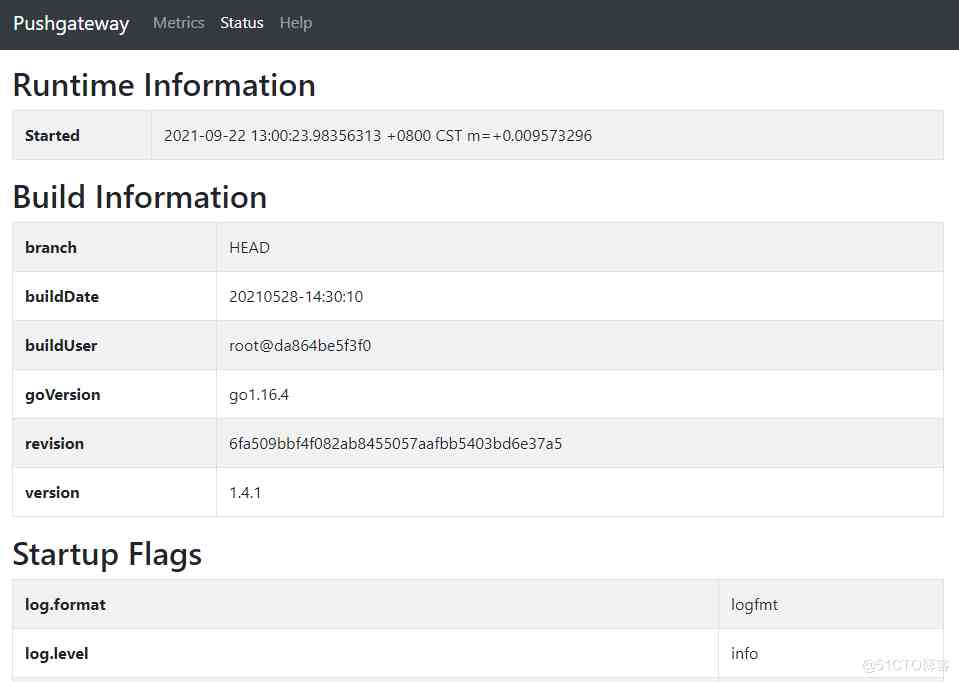 Pushgateway Metrics Status Help
Runtime Information
Started 2021-09-22 13:00:23.98356313 +0800 CST m=+0.009573296
Build Information
branch HEAD
buildDate 20210528-14:30:10
buildUser root@da864be5f3f0
goVersion go1.16.4
revision 6fa509bbf4f082ab8455057aafbb5403bd6e37a5
version 1.4.1
Startup Flags
log.format logfmt
log.level info
@51CTO博客